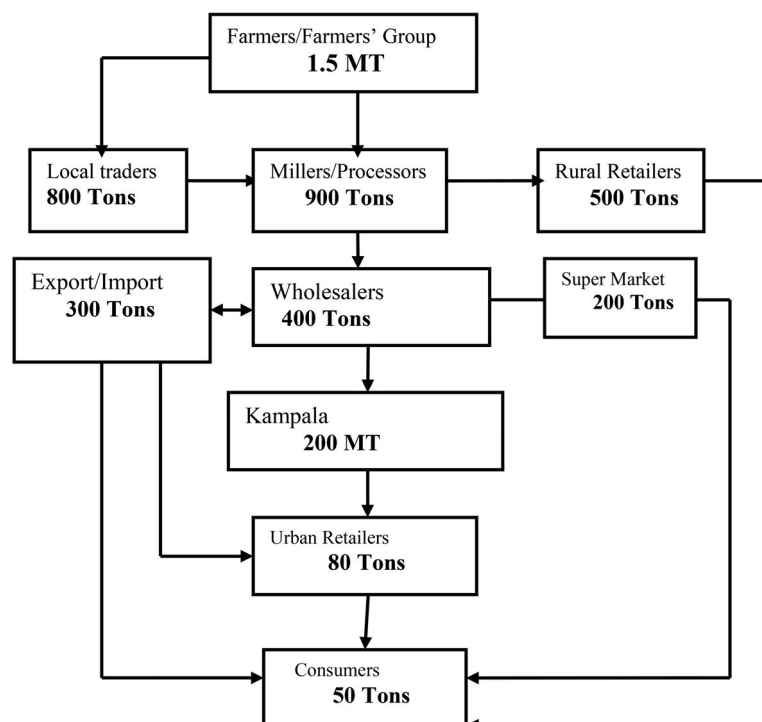 Farmers/Farmers’ Group
1.5 MT
Local traders
800 Tons
Millers/Processors
900 Tons
Rural Retailers
500 Tons
Export/Import
300 Tons
Wholesalers
400 Tons
Super Market
200 Tons
Kampala
200 MT
Urban Retailers
80 Tons
Consumers
50 Tons